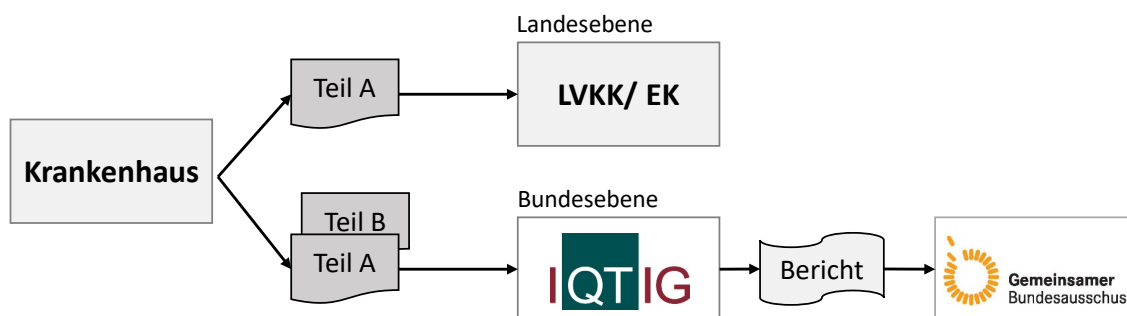 Landesebene
Teil A
LVKK/ EK
Krankenhaus
Bundesebene
Teil B
Teil A
IQTIG
Bericht
Gemeinsamer
Bundesausschus